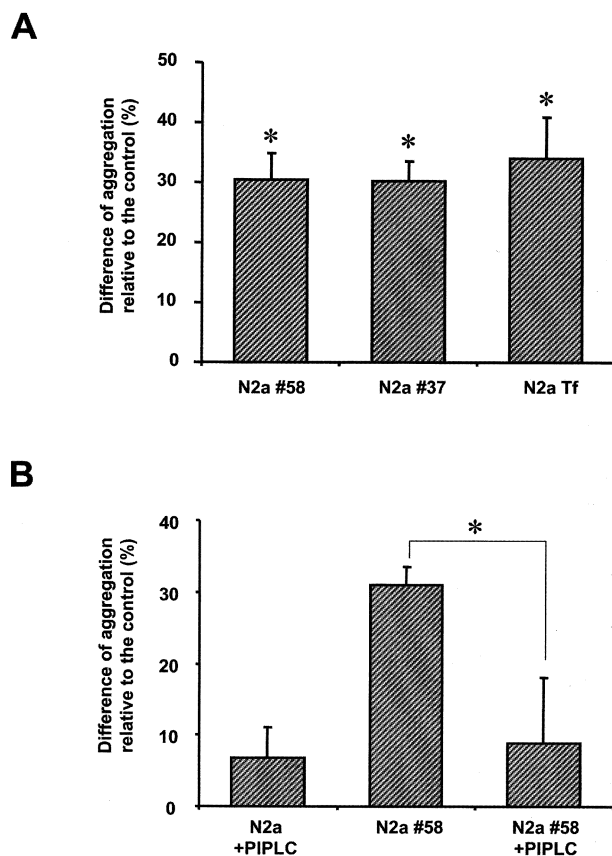 A
Difference of aggregation
relative to the control (%)
50
40
30
20
10
0
*
*
*
N2a #58
N2a #37
N2a Tf
B
Difference of aggregation
relative to the control (%)
40
30
20
10
0
*
N2a
+PIPLC
N2a #58
N2a #58
+PIPLC